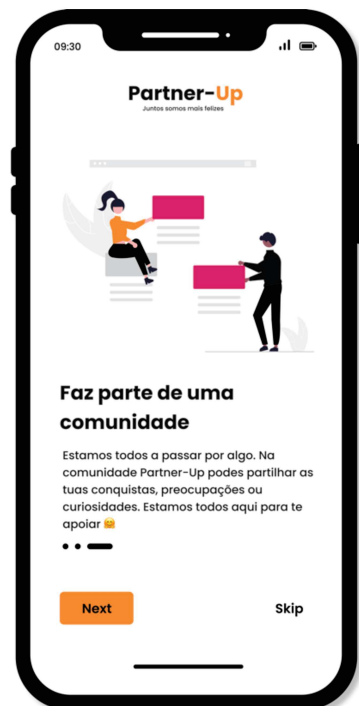 09:30
Partner-Up
Juntos somos mais felizes
Faz parte de uma
comunidade
Estamos todos a passar por algo. Na
comunidade Partner-Up podes partilhar as
tuas conquistas, preocupações ou
curiosidades. Estamos todos aqui para te
apoiar 🤗
Next
Skip